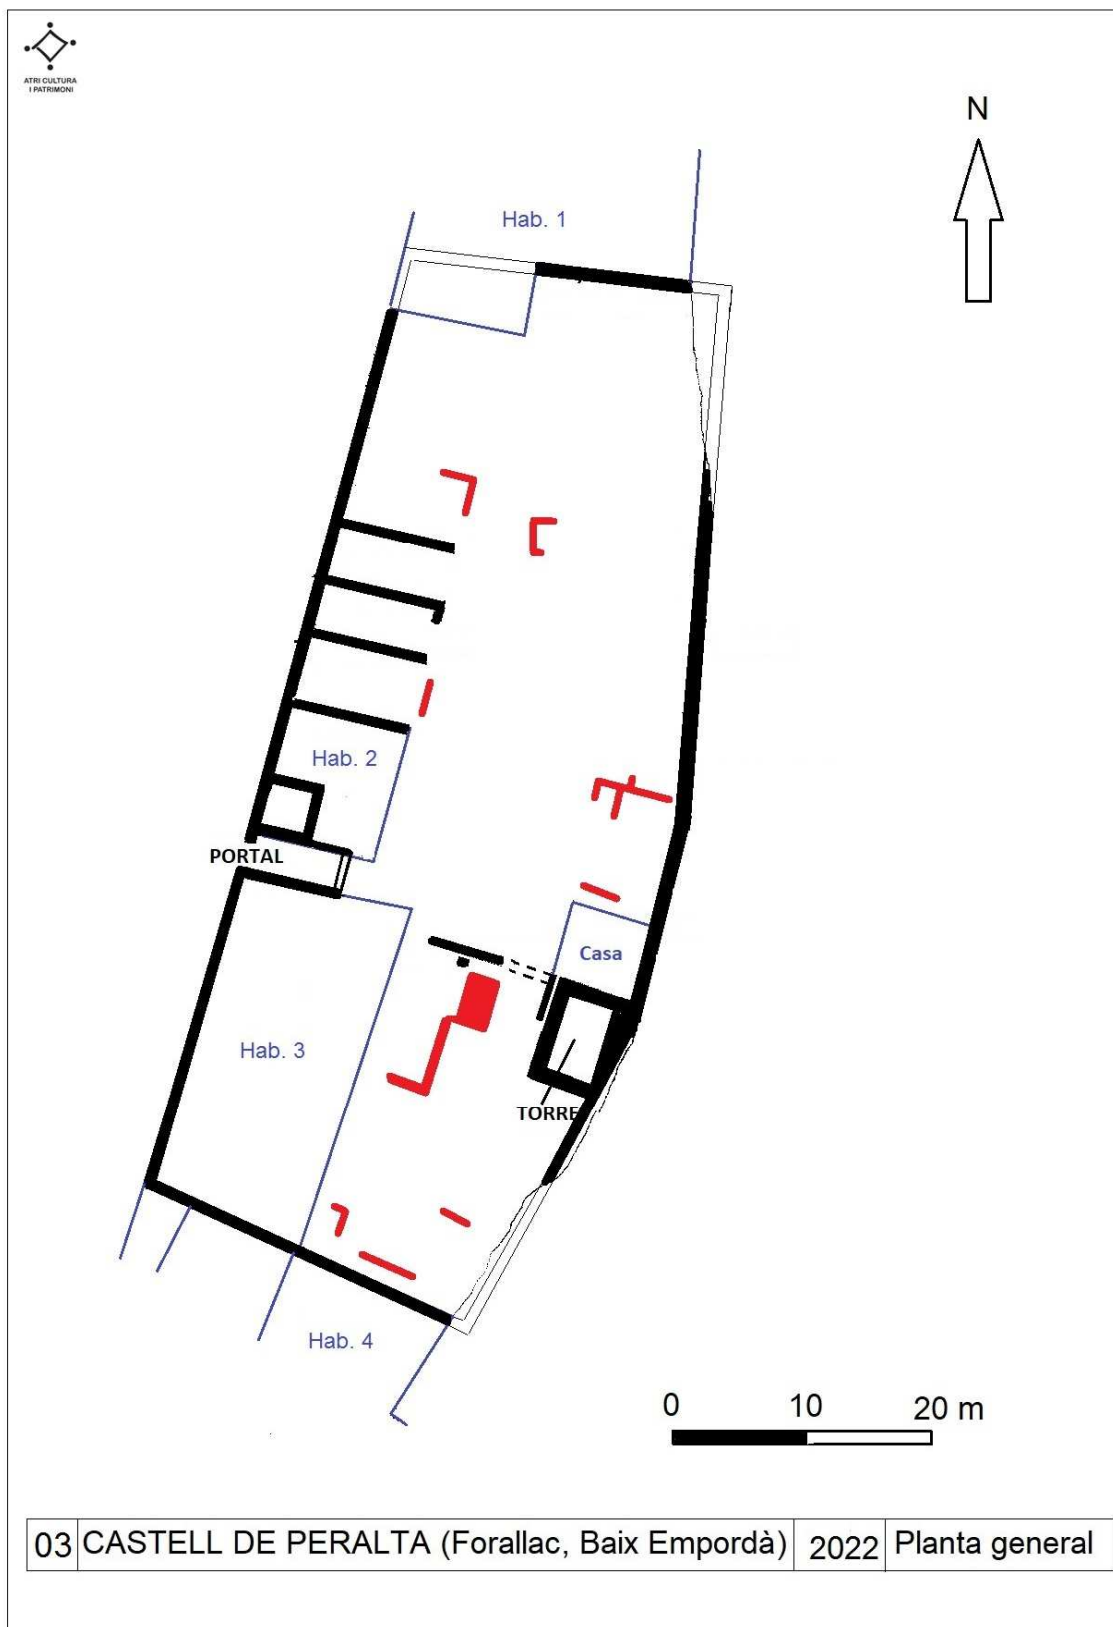 ATRI CULTURA
I PATRIMONI
N
Hab. 1
Hab. 2
PORTAL
Casa
Hab. 3
TORRE
Hab. 4
0 10 20 m
03 CASTELL DE PERALTA (Forallac, Baix Empordà) 2022 Planta general